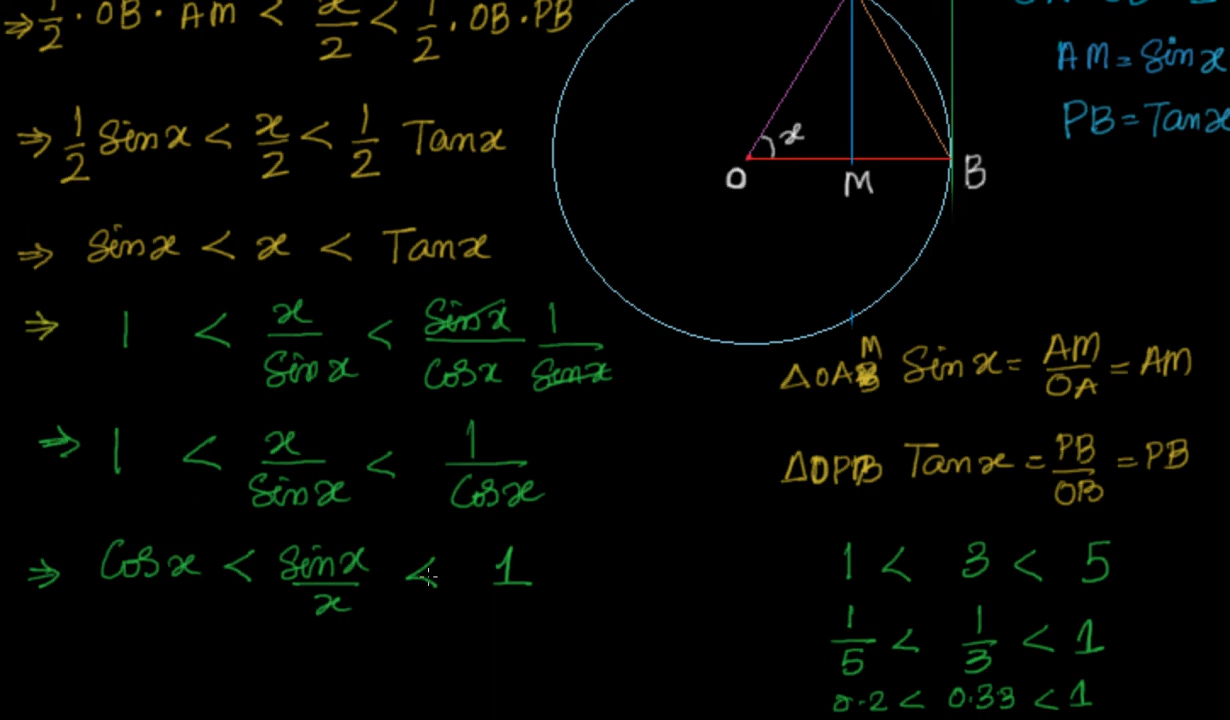 ⇒ 1/2 · OB · AM < x/2 < 1/2 · OB · PB
⇒ 1/2 Sin x < x/2 < 1/2 Tan x
⇒ Sin x < x < Tan x
⇒ 1 < x/Sin x < Sin x/Cos x 1/Sin x
⇒ 1 < x/Sin x < 1/Cos x
⇒ Cos x < Sin x/x < 1
x
O
M
B
AM = Sin x
PB = Tan x
△OAM Sin x = AM/OA = AM
△OPB Tan x = PB/OB = PB
1 < 3 < 5
1/5 < 1/3 < 1
0.2 < 0.33 < 1